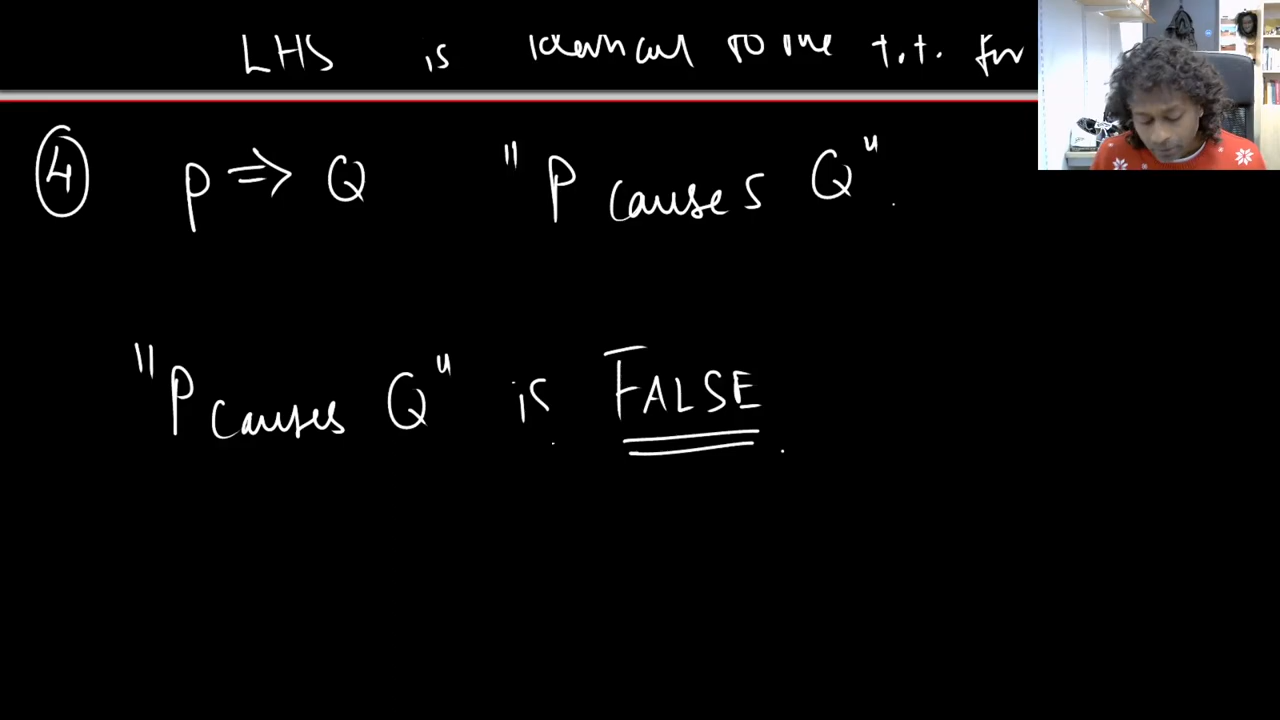 LHS is identical to the t.t. for
④ P ⇒ Q "P causes Q".
"P causes Q" is FALSE.